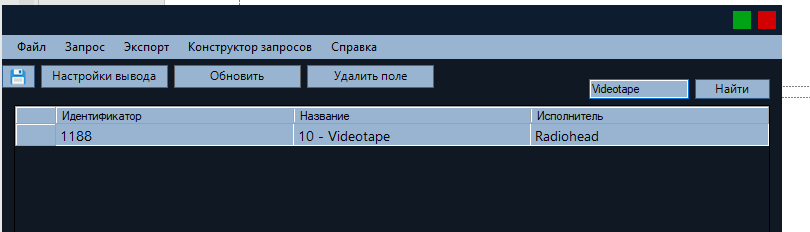 Файл Запрос Экспорт Конструктор запросов Справка
Настройки вывода Обновить Удалить поле
Videotape Найти
Идентификатор Название Исполнитель
1188 10 - Videotape Radiohead